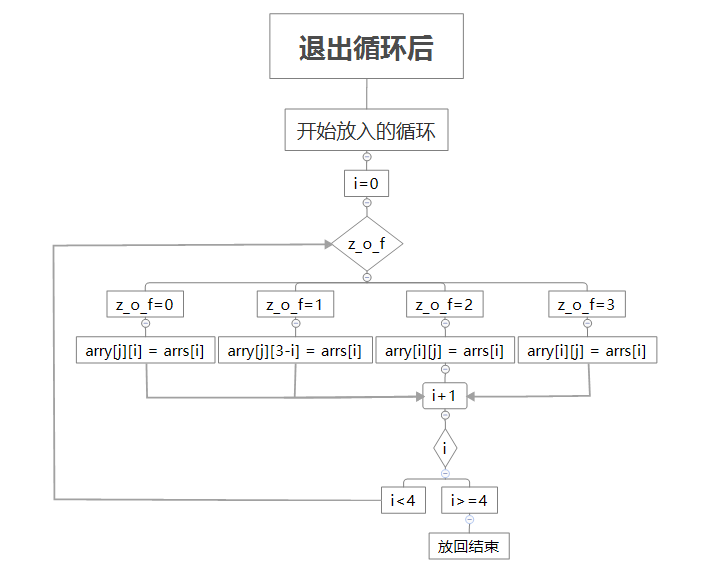 退出循环后
开始放入的循环
i=0
z_o_f
z_o_f=0
z_o_f=1
z_o_f=2
z_o_f=3
arry[j][i] = arrs[i]
arry[j][3-i] = arrs[i]
arry[i][j] = arrs[i]
arry[i][j] = arrs[i]
i+1
i
i<4
i>=4
放回结束